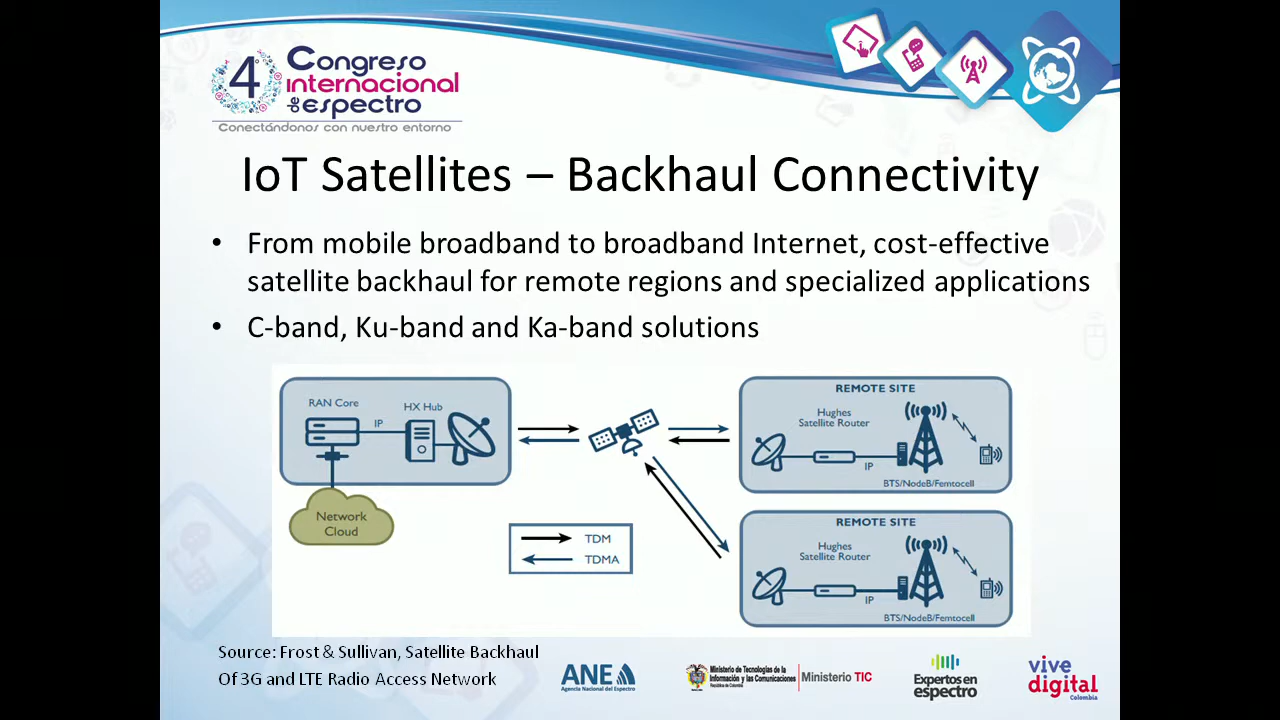 4°
Congreso
internacional
de espectro
Conectándonos con nuestro entorno
IoT Satellites – Backhaul Connectivity
• From mobile broadband to broadband Internet, cost-effective
satellite backhaul for remote regions and specialized applications
• C-band, Ku-band and Ka-band solutions
RAN Core
HX Hub
IP
Network
Cloud
TDM
TDMA
REMOTE SITE
Hughes
Satellite Router
IP
BTS/NodeB/Femtocell
REMOTE SITE
Hughes
Satellite Router
IP
BTS/NodeB/Femtocell
Source: Frost & Sullivan, Satellite Backhaul
Of 3G and LTE Radio Access Network
ANE
Agencia Nacional del Espectro
Ministerio de Tecnologías de la
Información y las Comunicaciones
República de Colombia
Ministerio TIC
Expertos en
espectro
vive
digital
Colombia